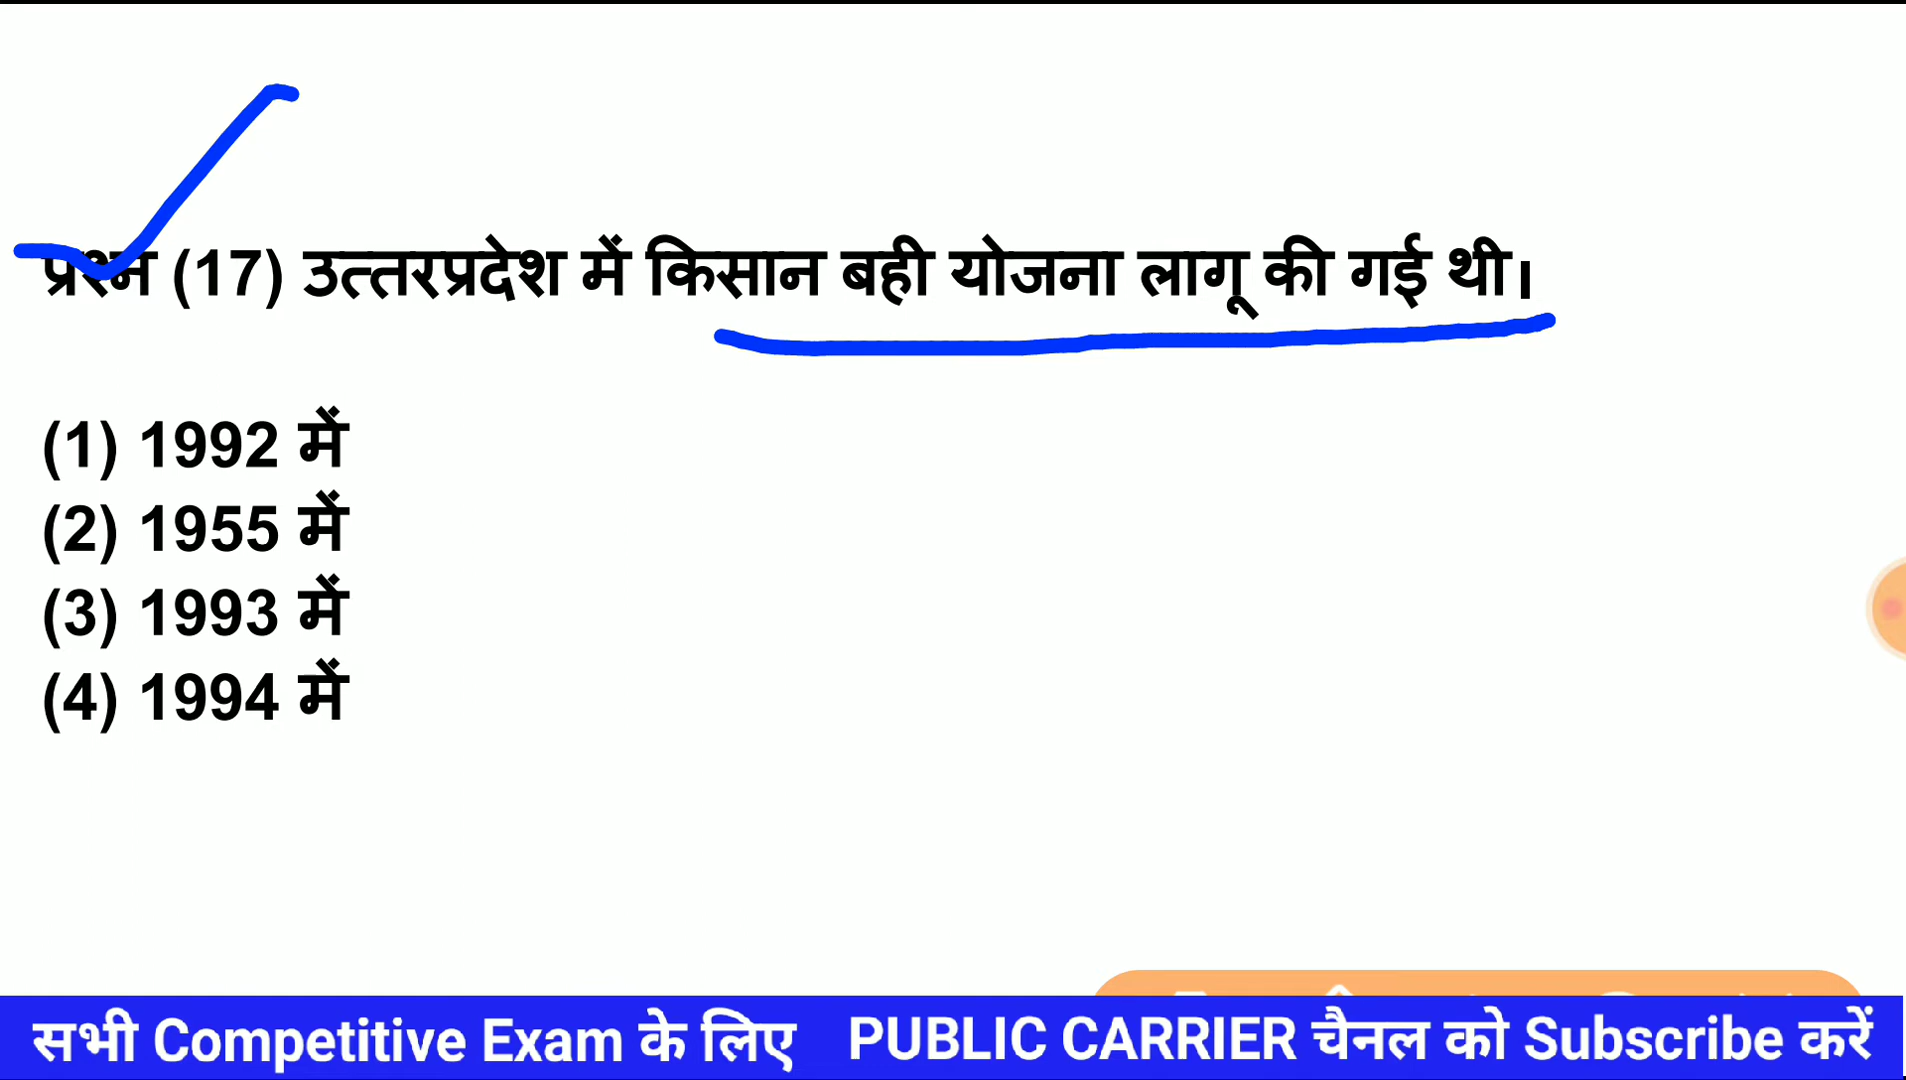 प्रश्न (17) उत्तरप्रदेश में किसान बही योजना लागू की गई थी।
(1) 1992 में
(2) 1955 में
(3) 1993 में
(4) 1994 में
सभी Competitive Exam के लिए PUBLIC CARRIER चैनल को Subscribe करें